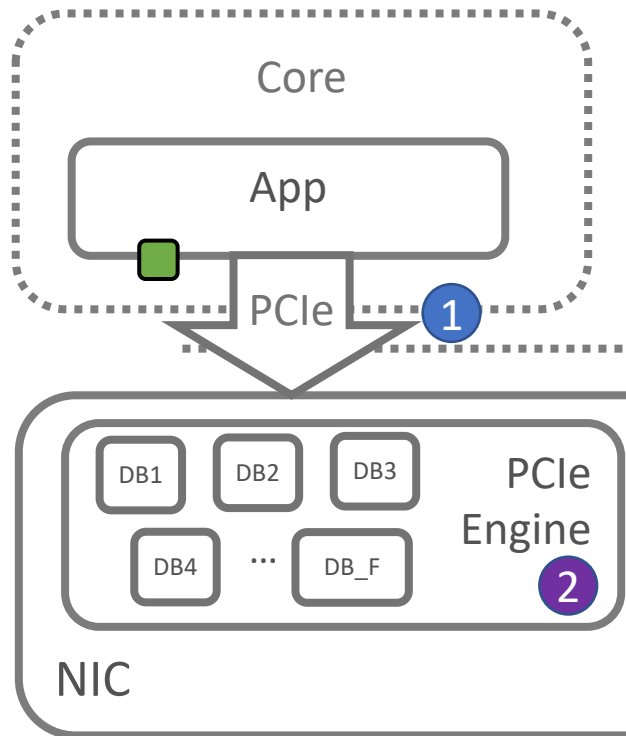 Core
App
PCIe
1
DB1
DB2
DB3
PCIe
Engine
DB4
...
DB_F
2
NIC